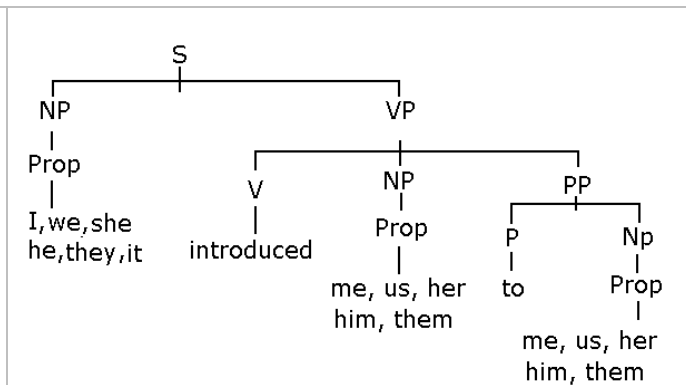 S
NP VP
Prop
V NP PP
I,we,she
he,they,it
introduced
Prop
P Np
me, us, her
him, them
to
Prop
me, us, her
him, them